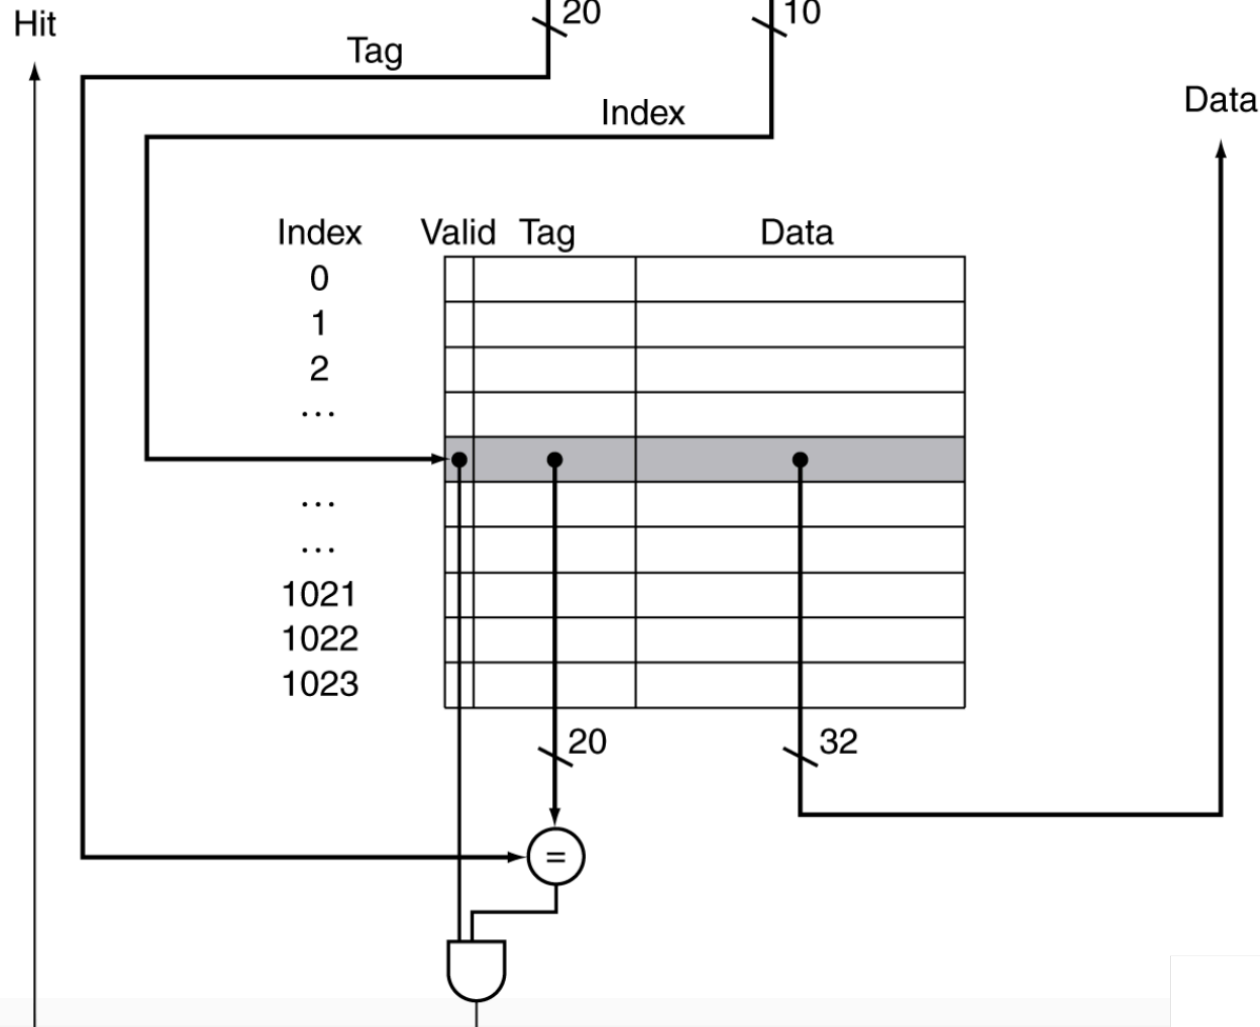 Hit
20
10
Tag
Index
Data
Index Valid Tag Data
0
1
2
...
...
...
1021
1022
1023
20
32
=